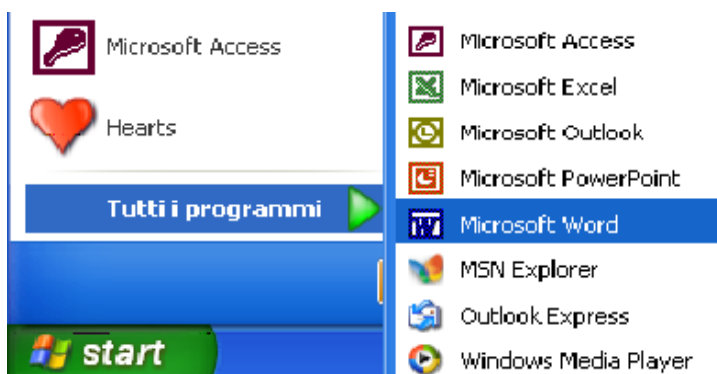 Microsoft Access
Hearts
Tutti i programmi
start
Microsoft Access
Microsoft Excel
Microsoft Outlook
Microsoft PowerPoint
Microsoft Word
MSN Explorer
Outlook Express
Windows Media Player